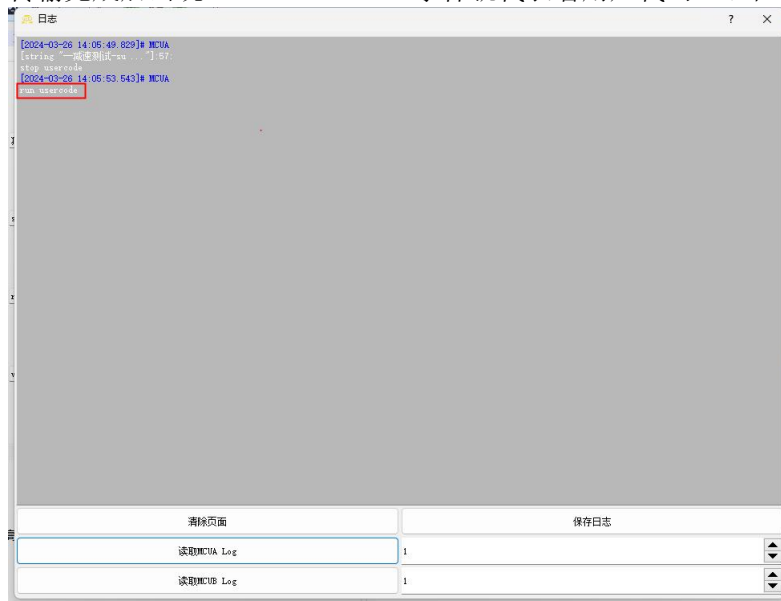 日志
? ×
[2024-03-26 14:05:49.829]# MCUA
[string "一减速测试-su ..."]:57:
stop usercode
[2024-03-26 14:05:53.543]# MCUA
run usercode
清除页面
保存日志
读取MCUA Log
1
读取MCUB Log
1